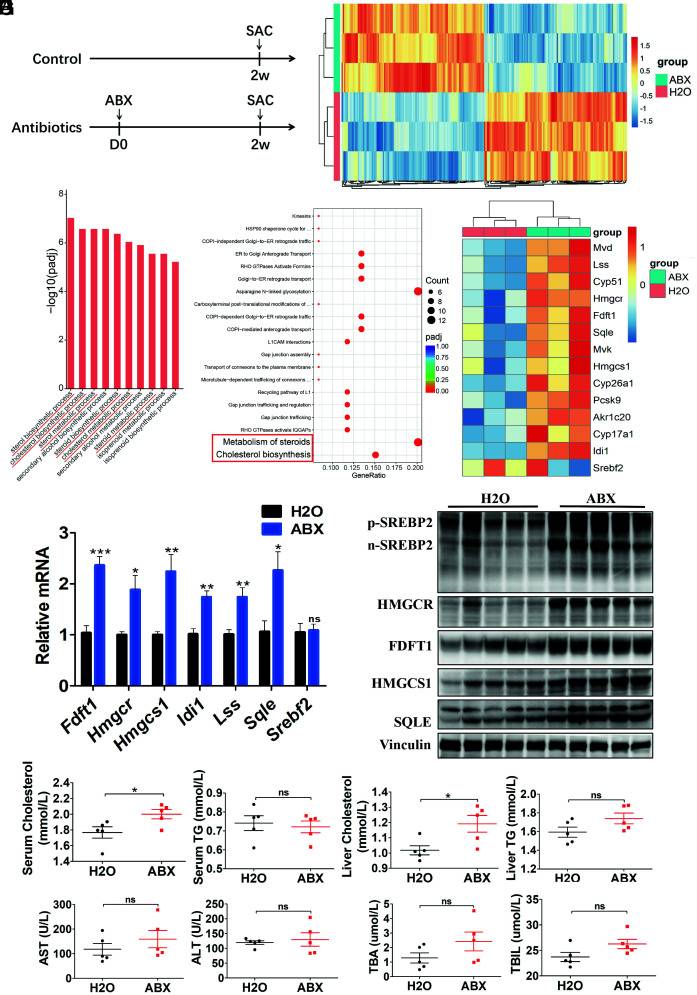 Control
SAC
2w
Antibiotics
ABX
D0
SAC
2w
1.5
1
0.5
0
-0.5
-1
-1.5
group
ABX
H2O
−log10(padj)
8
6
4
2
0
sterol biosynthetic process
cholesterol biosynthetic process
sterol metabolic process
secondary alcohol biosynthetic process
steroid biosynthetic process
cholesterol metabolic process
secondary alcohol metabolic process
steroid metabolic process
isoprenoid metabolic process
isoprenoid biosynthetic process
Kinesins
HSP90 chaperone cycle for ...
COPI−independent Golgi−to−ER retrograde traffic
ER to Golgi Anterograde Transport
RHO GTPases Activate Formins
Golgi−to−ER retrograde transport
Asparagine N−linked glycosylation
Carboxyterminal post−translational modifications of ...
COPI−dependent Golgi−to−ER retrograde traffic
COPI−mediated anterograde transport
L1CAM interactions
Gap junction assembly
Transport of connexons to the plasma membrane
Microtubule−dependent trafficking of connexons ...
Recycling pathway of L1
Gap junction trafficking and regulation
Gap junction trafficking
RHO GTPases activate IQGAPs
Metabolism of steroids
Cholesterol biosynthesis
0.100
0.125
0.150
0.175
0.200
GeneRatio
Count
6
8
10
12
padj
1.00
0.75
0.50
0.25
0.00
group
Mvd
Lss
Cyp51
Hmgcr
Fdft1
Sqle
Mvk
Hmgcs1
Cyp26a1
Pcsk9
Akr1c20
Cyp17a1
Idi1
Srebf2
1
0
group
ABX
H2O
Relative mRNA
3
2
1
0
H2O
ABX
***
*
**
**
**
*
ns
Fdft1
Hmgcr
Hmgcs1
Idi1
Lss
Sqle
Srebf2
H2O
ABX
p-SREBP2
n-SREBP2
HMGCR
FDFT1
HMGCS1
SQLE
Vinculin
Serum Cholesterol
(mmol/L)
2.4
2.2
2.0
1.8
1.6
1.4
*
H2O
ABX
Serum TG (mmol/L)
0.9
0.8
0.7
0.6
0.5
ns
H2O
ABX
Liver Cholesterol
(mmol/L)
1.4
1.3
1.2
1.1
1.0
0.9
*
H2O
ABX
Liver TG (mmol/L)
2.0
1.8
1.6
1.4
1.2
ns
H2O
ABX
AST (U/L)
300
200
100
0
ns
H2O
ABX
ALT (U/L)
250
200
150
100
50
0
ns
H2O
ABX
TBA (umol/L)
6
4
2
0
ns
H2O
ABX
TBIL (umol/L)
35
30
25
20
ns
H2O
ABX